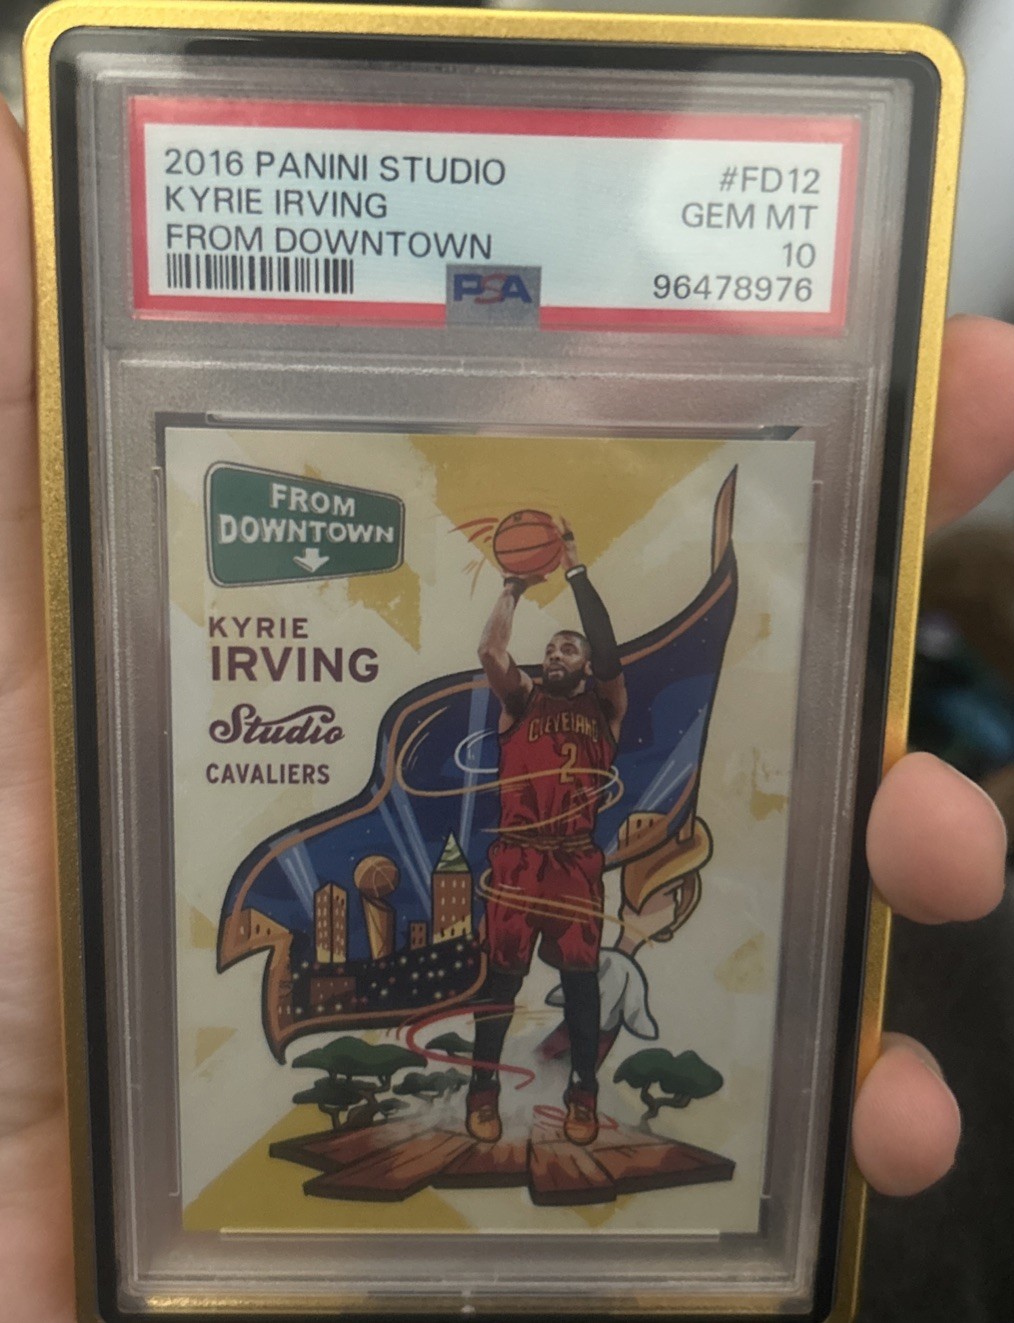 2016 PANINI STUDIO
#FD12
KYRIE IRVING
GEM MT
FROM DOWNTOWN
10
96478976
PSA
FROM
DOWNTOWN
KYRIE
IRVING
Studio
CAVALIERS
CLEVELAND
2